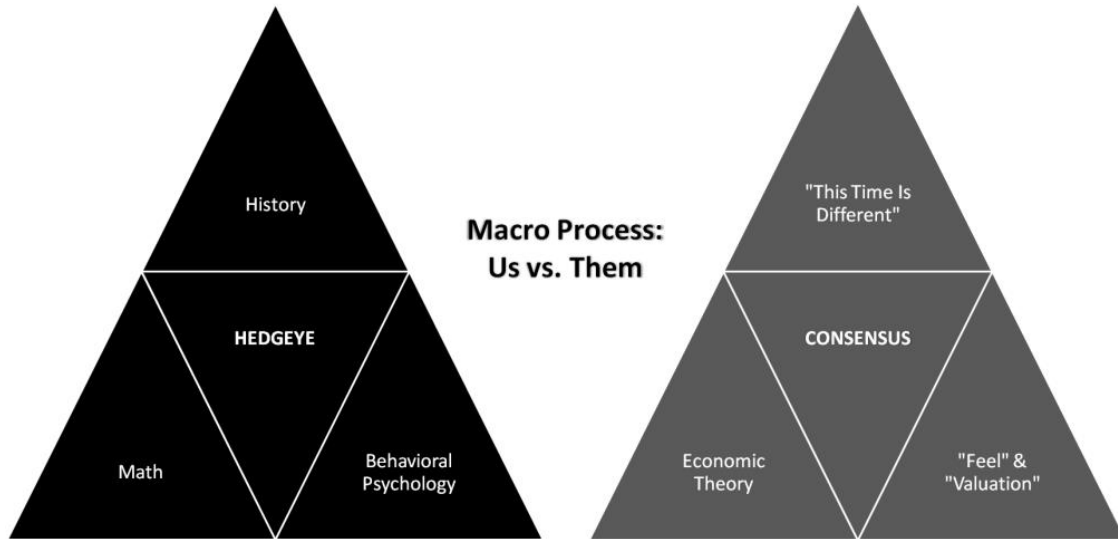 History
HEDGEYE
Math
Behavioral
Psychology
Macro Process:
Us vs. Them
"This Time Is
Different"
CONSENSUS
Economic
Theory
"Feel" &
"Valuation"